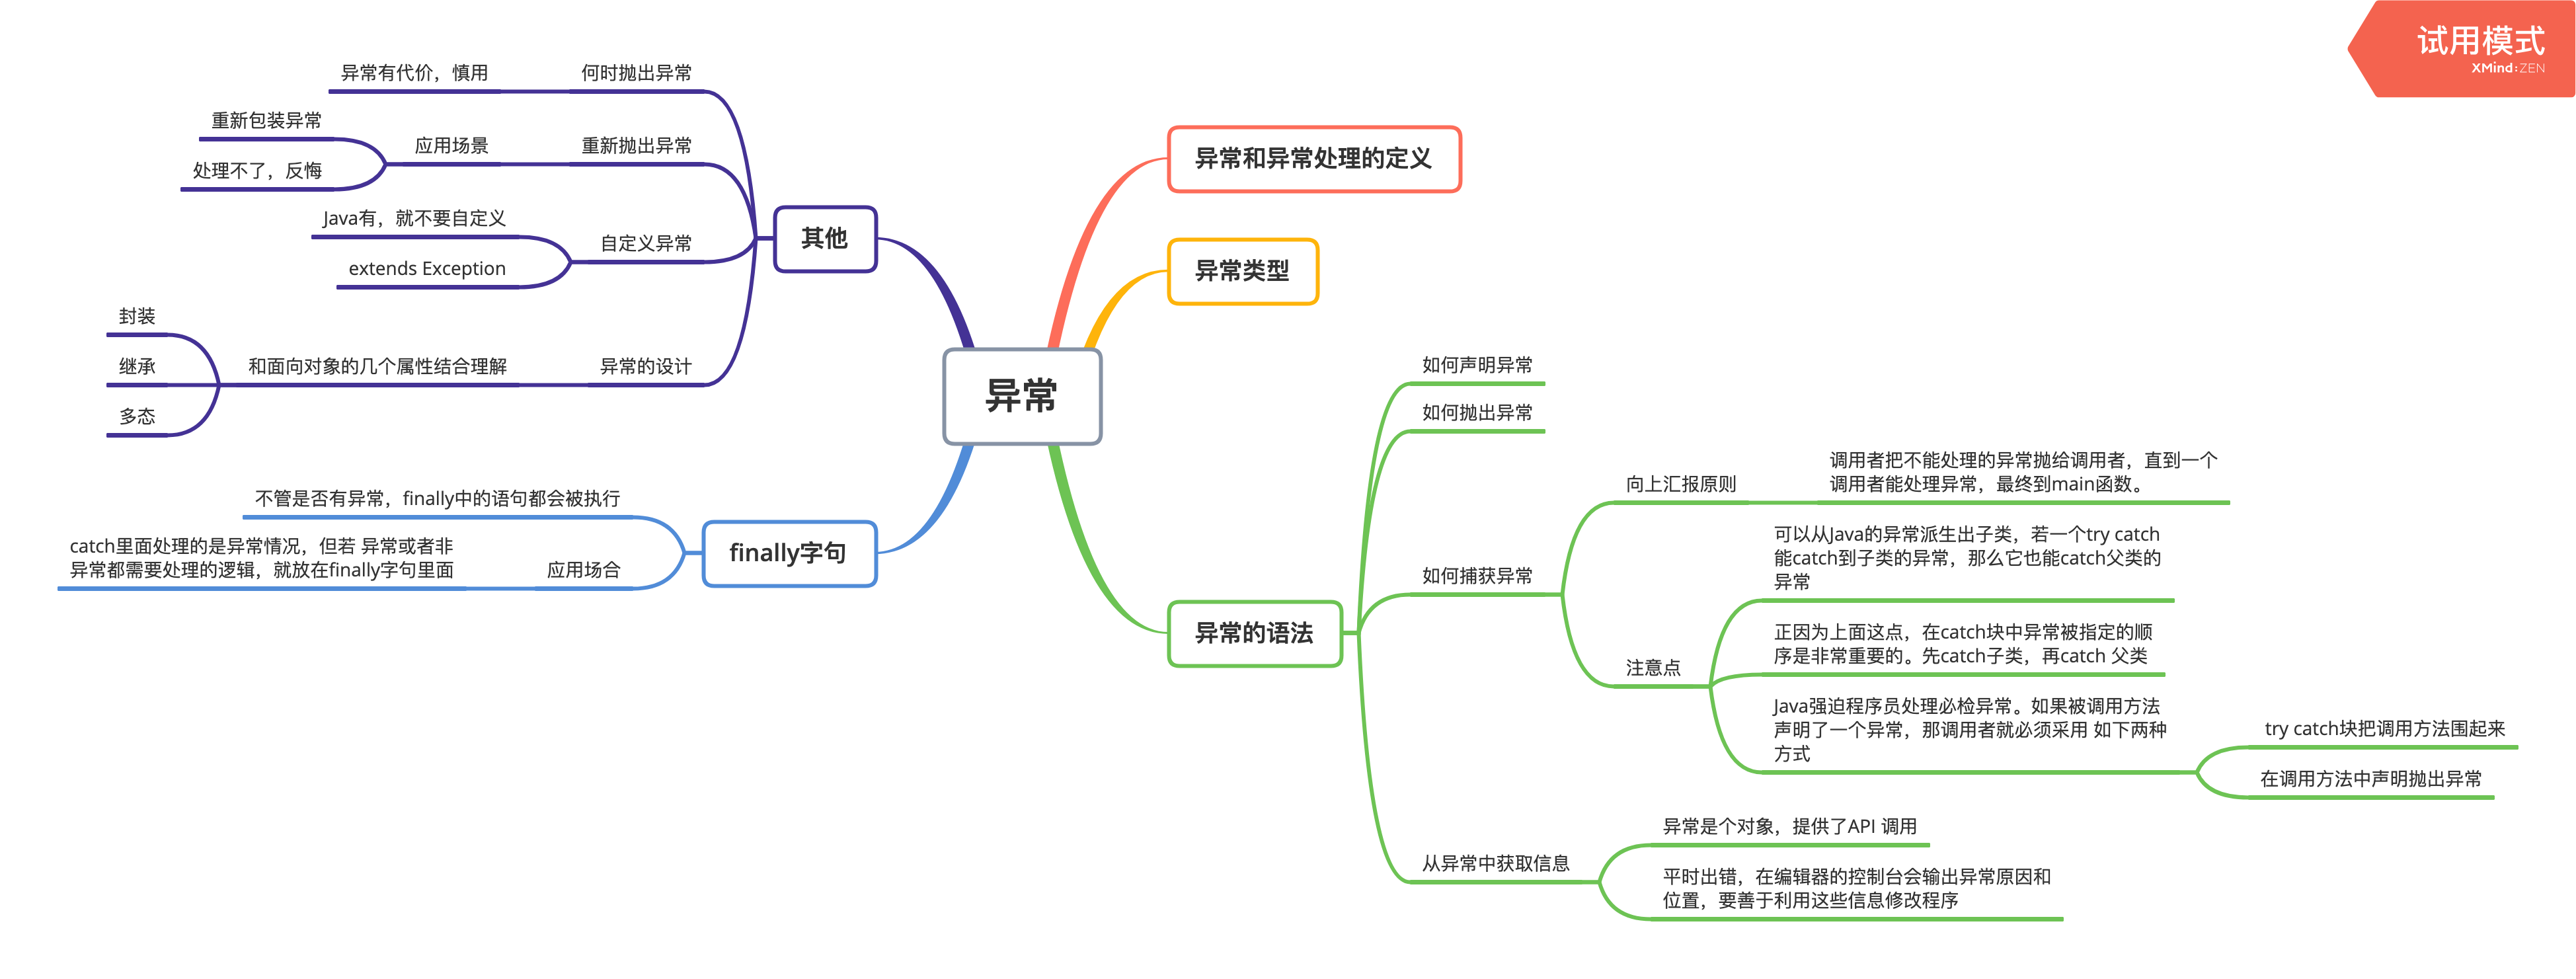 试用模式
XMind:ZEN
异常
异常和异常处理的定义
异常类型
异常的语法
如何声明异常
如何抛出异常
如何捕获异常
向上汇报原则
调用者把不能处理的异常抛给调用者，直到一个
调用者能处理异常，最终到main函数。
注意点
可以从Java的异常派生出子类，若一个try catch
能catch到子类的异常，那么它也能catch父类的
异常
正因为上面这点，在catch块中异常被指定的顺
序是非常重要的。先catch子类，再catch 父类
Java强迫程序员处理必检异常。如果被调用方法
声明了一个异常，那调用者就必须采用 如下两种
方式
try catch块把调用方法围起来
在调用方法中声明抛出异常
从异常中获取信息
异常是个对象，提供了API 调用
平时出错，在编辑器的控制台会输出异常原因和
位置，要善于利用这些信息修改程序
finally字句
不管是否有异常，finally中的语句都会被执行
应用场合
catch里面处理的是异常情况，但若 异常或者非
异常都需要处理的逻辑，就放在finally字句里面
其他
何时抛出异常
异常有代价，慎用
重新抛出异常
应用场景
重新包装异常
处理不了，反悔
自定义异常
Java有，就不要自定义
extends Exception
异常的设计
和面向对象的几个属性结合理解
封装
继承
多态